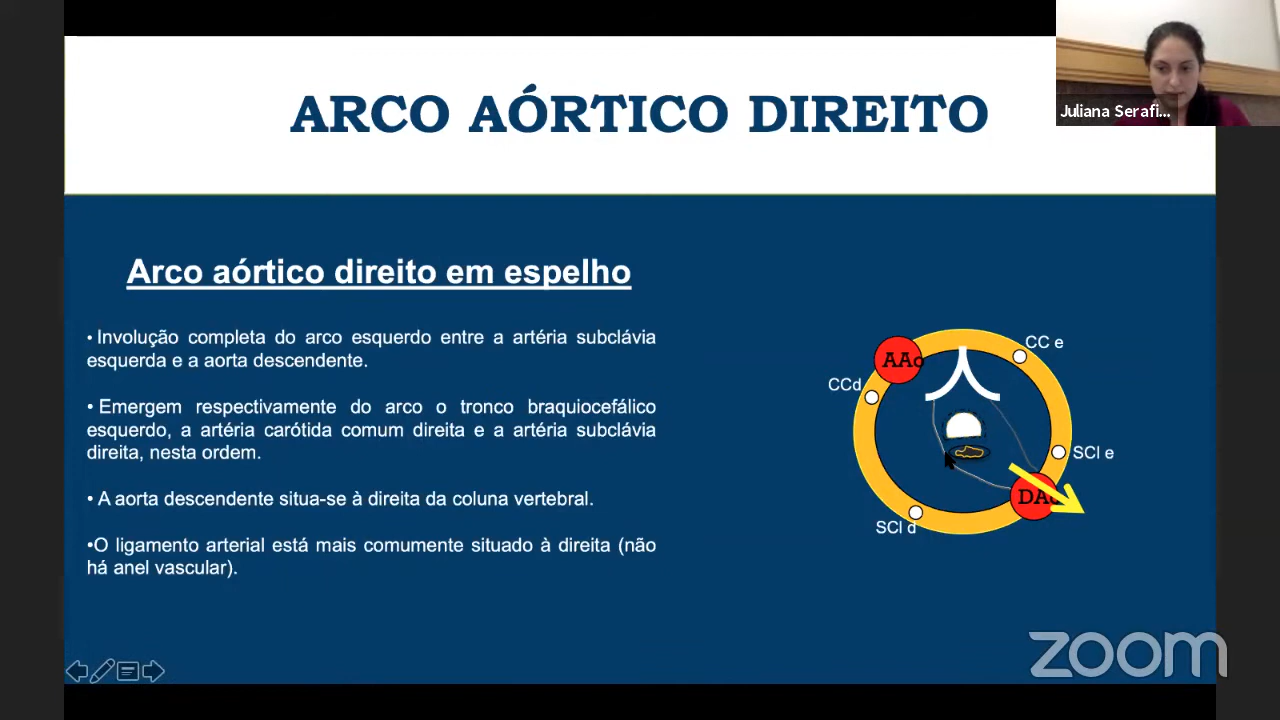 ARCO AÓRTICO DIREITO
Juliana Serafi...
Arco aórtico direito em espelho
• Involução completa do arco esquerdo entre a artéria subclávia
esquerda e a aorta descendente.
• Emergem respectivamente do arco o tronco braquiocefálico
esquerdo, a artéria carótida comum direita e a artéria subclávia
direita, nesta ordem.
• A aorta descendente situa-se à direita da coluna vertebral.
•O ligamento arterial está mais comumente situado à direita (não
há anel vascular).
AAo
CC e
CCd
SCl e
DAo
SCl d
zoom